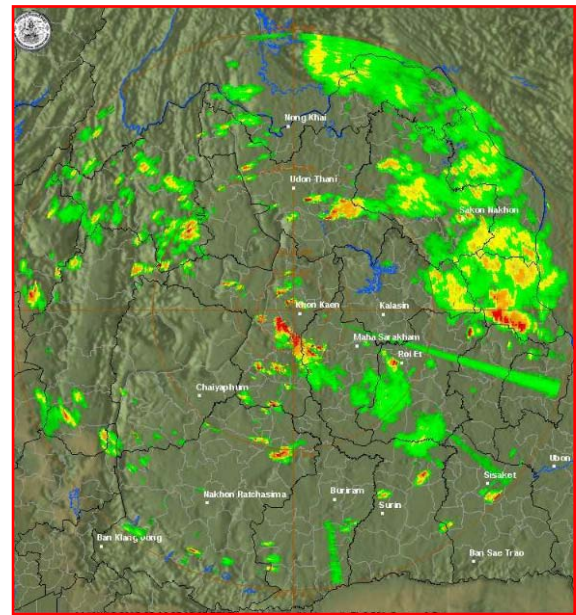 Nong Khai
Udon Thani
Sakon Nakhon
Khon Kaen
Kalasin
Maha Sarakham
Roi Et
Chaiyaphum
Ubon
Sisaket
Nakhon Ratchasima
Buriram
Surin
Ban Klang Dong
Ban Sae Trao